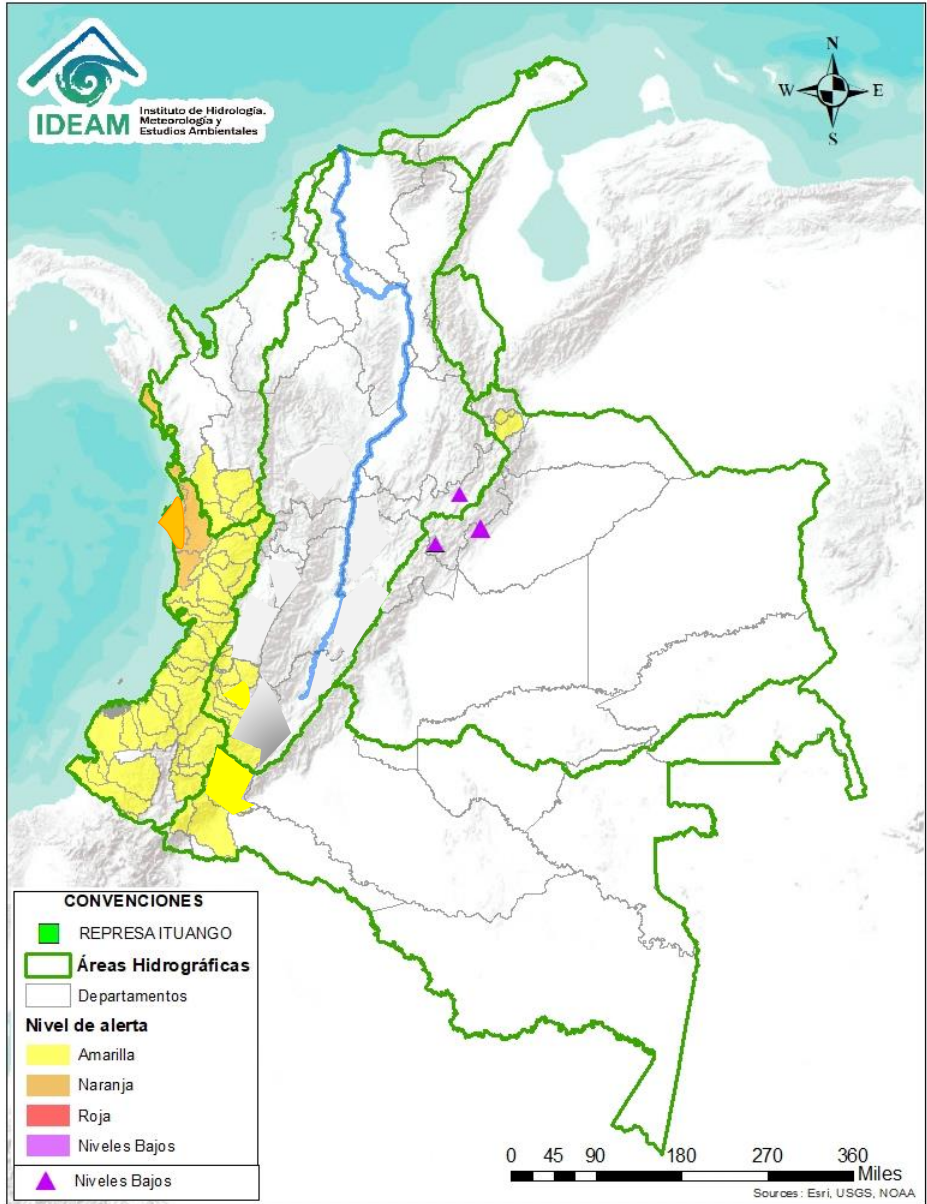 IDEAM
Instituto de Hidrología,
Meteorología y
Estudios Ambientales
N
W
E
S
CONVENCIONES
REPRESA ITUANGO
Áreas Hidrográficas
Departamentos
Nivel de alerta
Amarilla
Naranja
Roja
Niveles Bajos
Niveles Bajos
0 45 90 180 270 360
Miles
Sources: Esri, USGS, NOAA